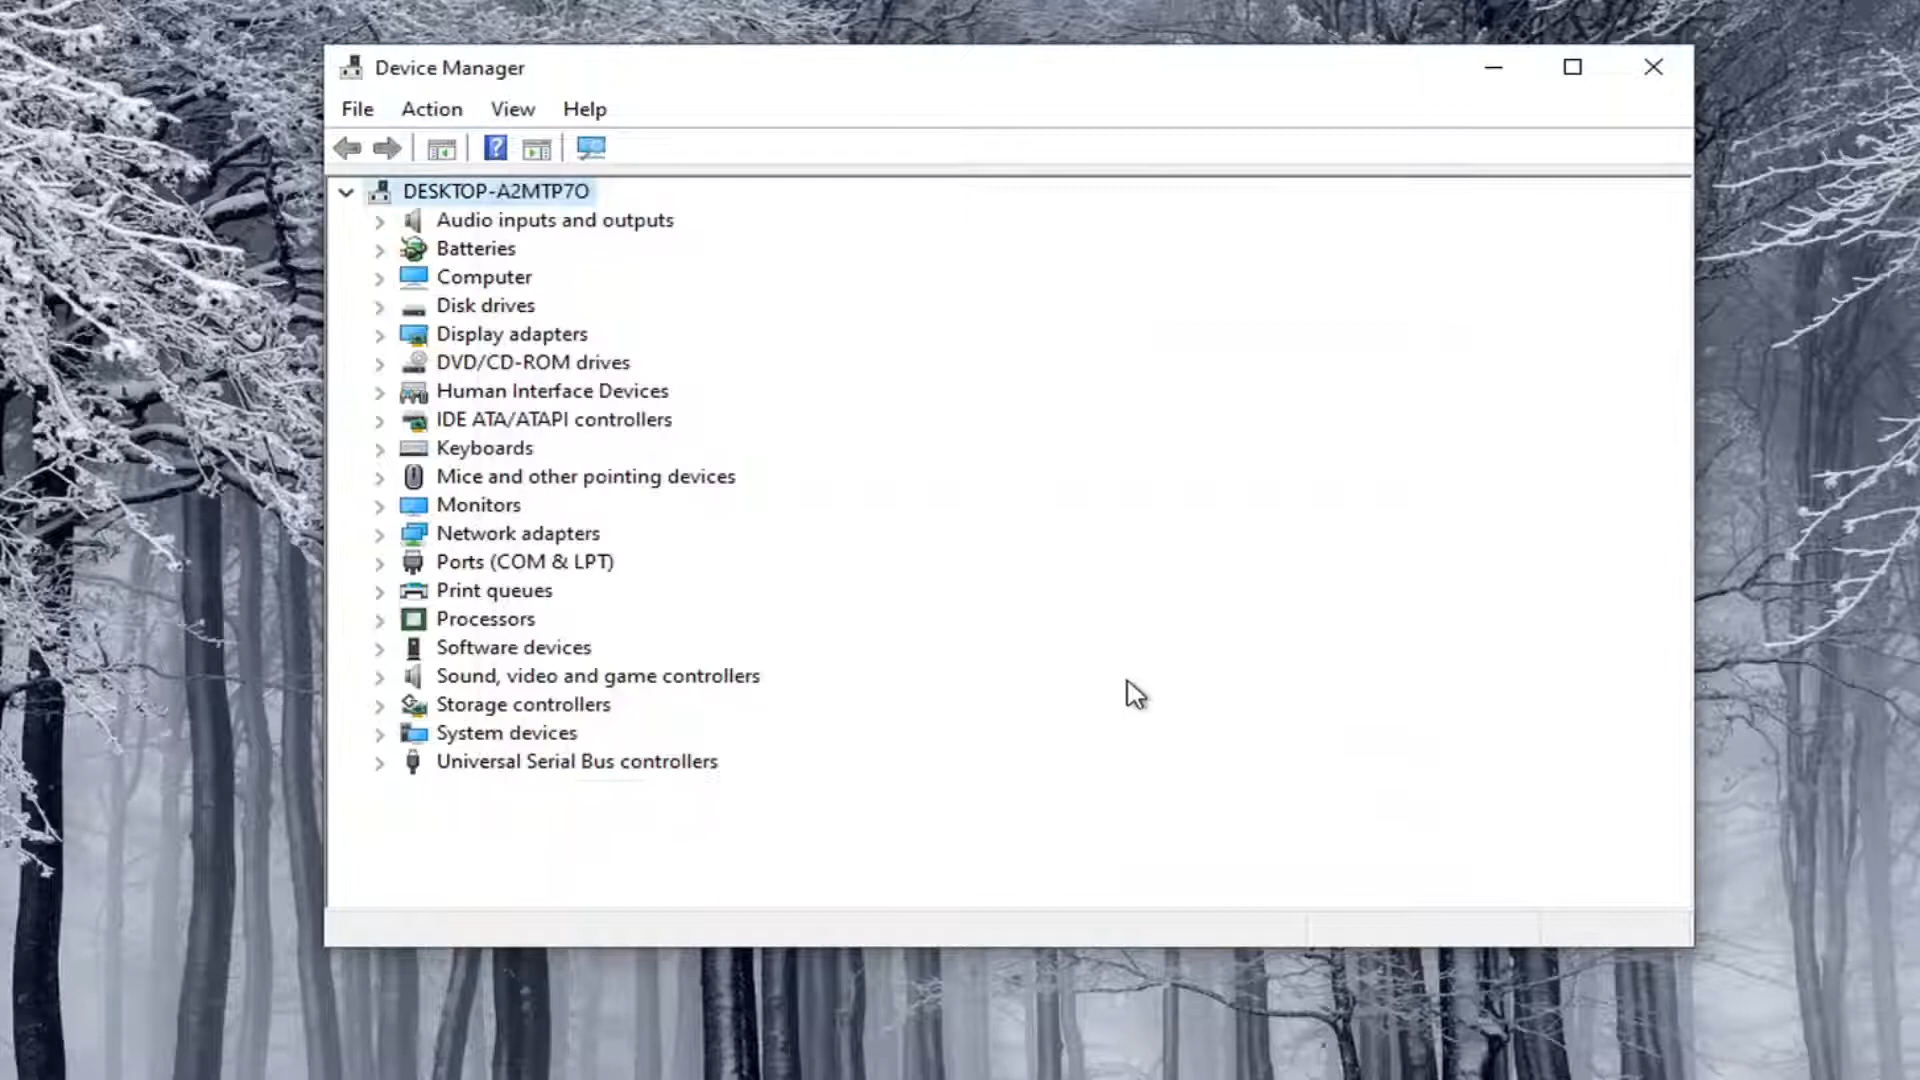 Device Manager
File Action View Help
DESKTOP-A2MTP7O
Audio inputs and outputs
Batteries
Computer
Disk drives
Display adapters
DVD/CD-ROM drives
Human Interface Devices
IDE ATA/ATAPI controllers
Keyboards
Mice and other pointing devices
Monitors
Network adapters
Ports (COM & LPT)
Print queues
Processors
Software devices
Sound, video and game controllers
Storage controllers
System devices
Universal Serial Bus controllers